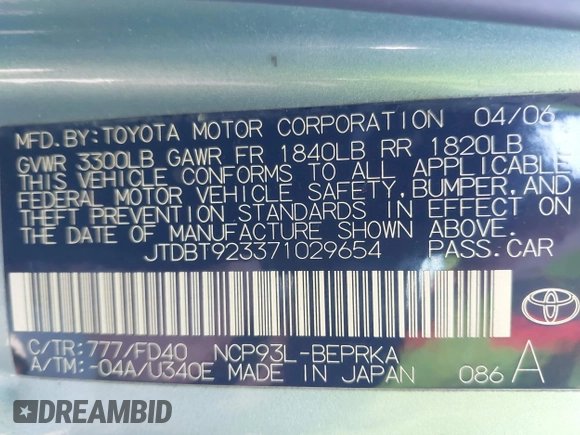 MFD. BY: TOYOTA MOTOR CORPORATION 04/06
GVWR 3300LB GAWR FR 1840LB RR 1820LB
THIS VEHICLE CONFORMS TO ALL APPLICABLE
FEDERAL MOTOR VEHICLE SAFETY, BUMPER, AND
THEFT PREVENTION STANDARDS IN EFFECT ON
THE DATE OF MANUFACTURE SHOWN ABOVE.
JTDBT923371029654 PASS. CAR
TOYOTA
C/TR: 777/FD40 NCP93L-BEPRKA
A/TM: -04A/U340E MADE IN JAPAN 086 A
DREAMBID